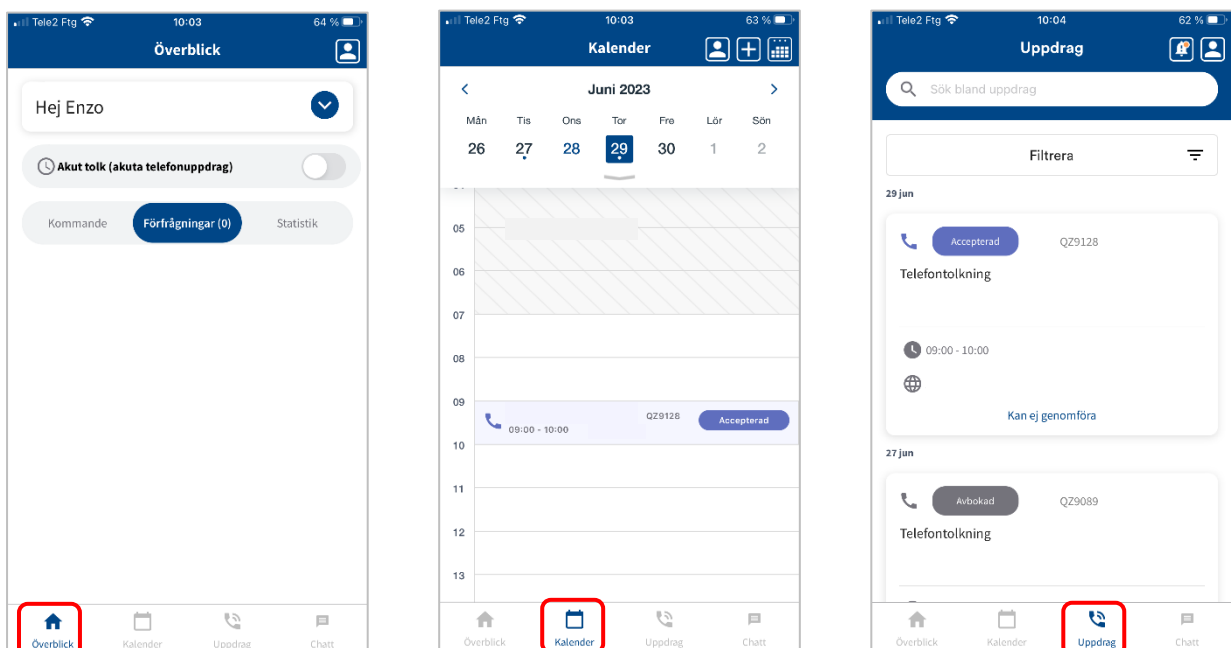 Tele2 Ftg 10:03 64 %
Överblick
Hej Enzo
Akut tolk (akuta telefonuppdrag)
Kommande Förfrågningar (0) Statistik
Överblick Kalender Uppdrag Chatt
Tele2 Ftg 10:03 63 %
Kalender
Juni 2023
Mån Tis Ons Tor Fre Lör Sön
26 27 28 29 30 1 2
05
06
07
08
09
QZ9128 Accepterad
09:00 - 10:00
10
11
12
13
Överblick Kalender Uppdrag Chatt
Tele2 Ftg 10:04 62 %
Uppdrag
Sök bland uppdrag
Filtrera
29 jun
Accepterad QZ9128
Telefontolkning
09:00 - 10:00
Kan ej genomföra
27 jun
Avbokad QZ9089
Telefontolkning
Överblick Kalender Uppdrag Chatt